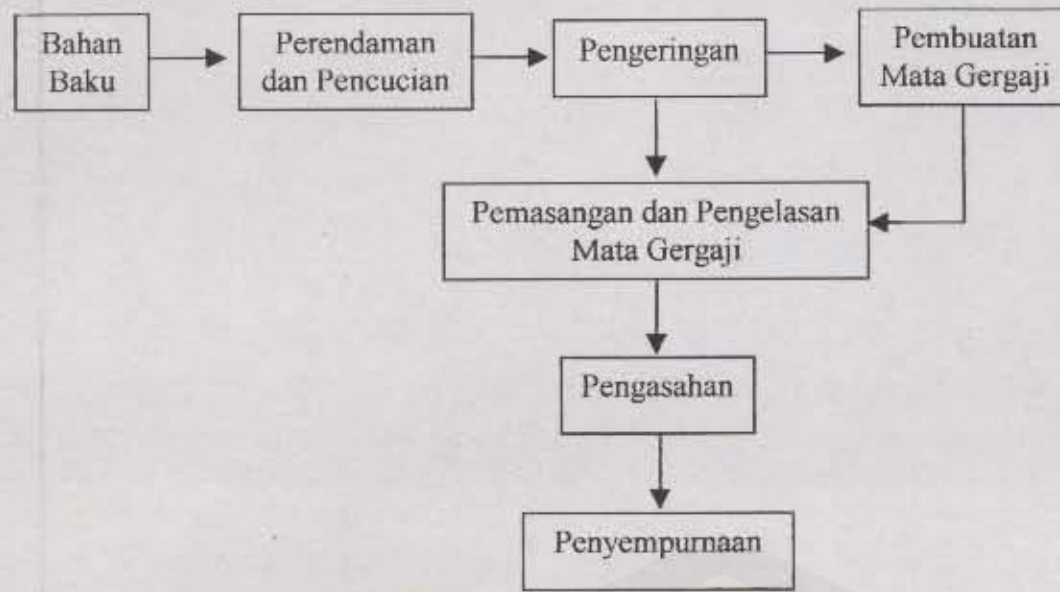 Bahan
Baku
Perendaman
dan Pencucian
Pengeringan
Pembuatan
Mata Gergaji
Pemasangan dan Pengelasan
Mata Gergaji
Pengasahan
Penyempurnaan